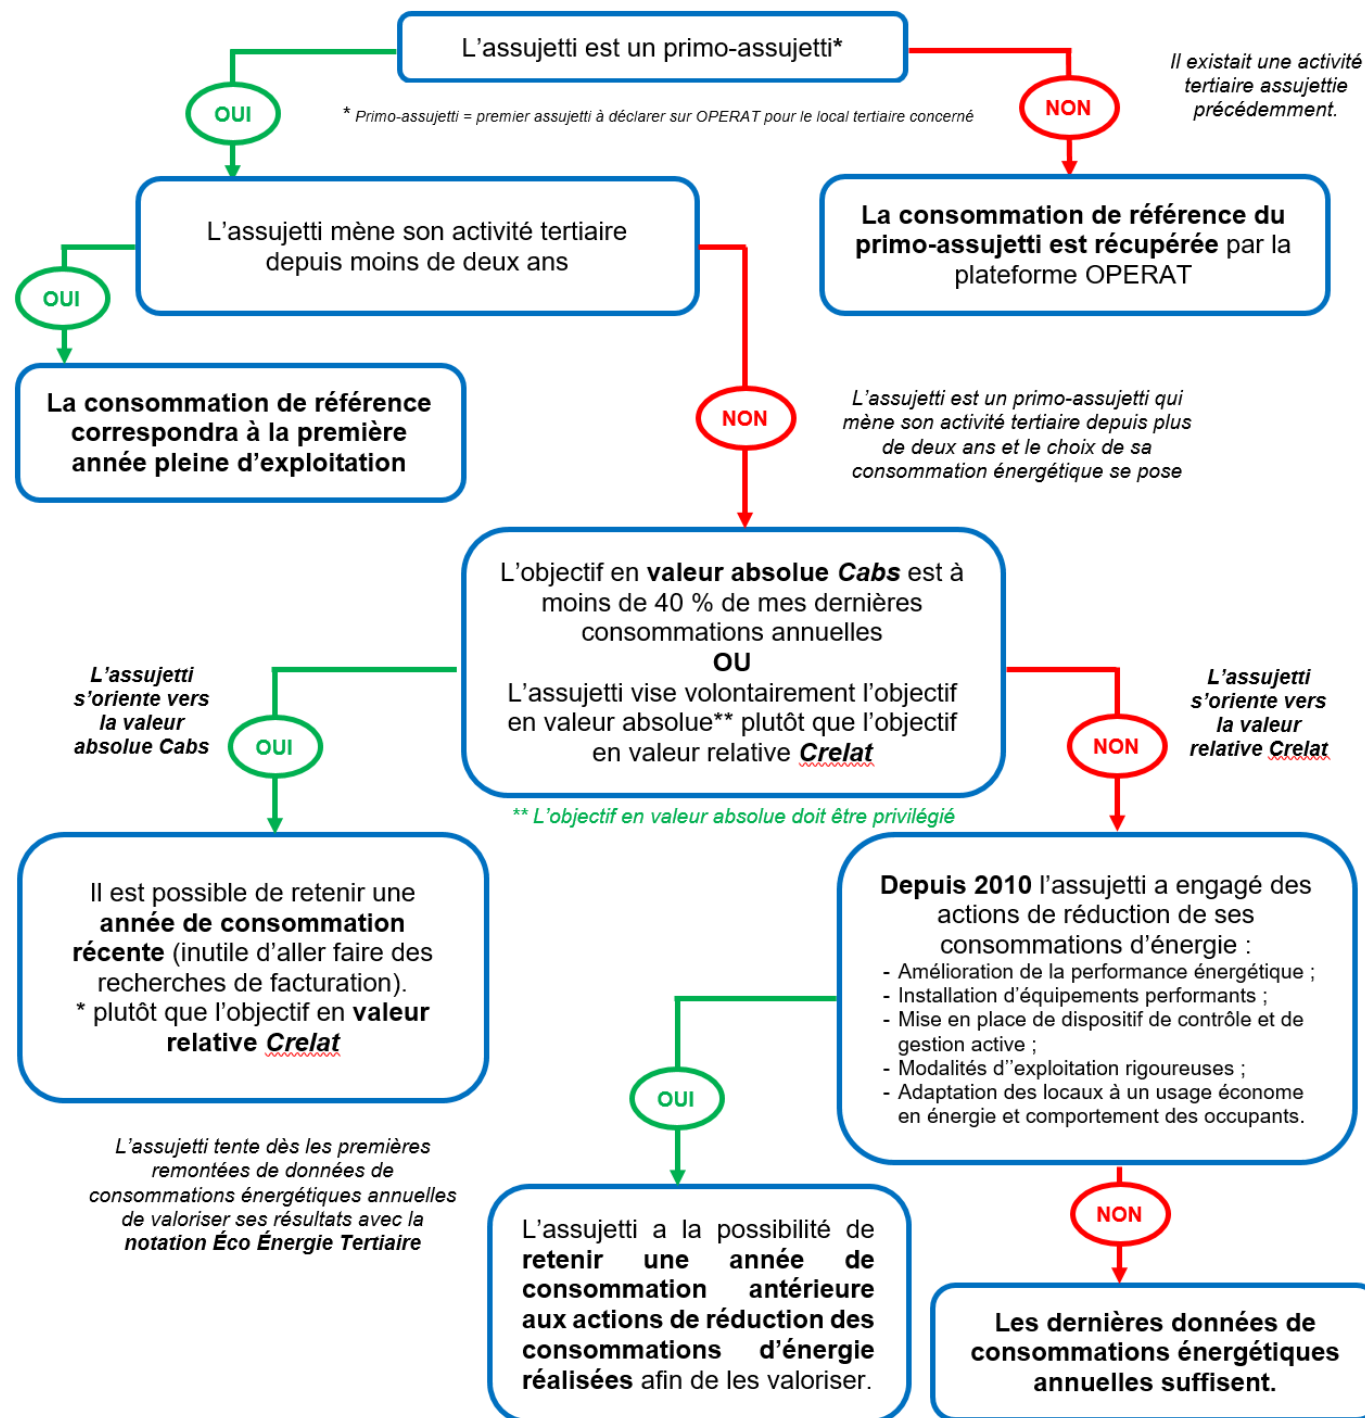 L'assujetti est un primo-assujetti*
OUI
NON
Il existait une activité
tertiaire assujettie
précédemment.
* Primo-assujetti = premier assujetti à déclarer sur OPERAT pour le local tertiaire concerné
L'assujetti mène son activité tertiaire
depuis moins de deux ans
La consommation de référence du
primo-assujetti est récupérée par la
plateforme OPERAT
OUI
La consommation de référence
correspondra à la première
année pleine d'exploitation
NON
L'assujetti est un primo-assujetti qui
mène son activité tertiaire depuis plus
de deux ans et le choix de sa
consommation énergétique se pose
L'objectif en valeur absolue Cabs est à
moins de 40 % de mes dernières
consommations annuelles
OU
L'assujetti vise volontairement l'objectif
en valeur absolue** plutôt que l'objectif
en valeur relative Crelat
L'assujetti
s'oriente vers
la valeur
absolue Cabs
OUI
NON
L'assujetti
s'oriente vers
la valeur
relative Crelat
** L'objectif en valeur absolue doit être privilégié
Il est possible de retenir une
année de consommation
récente (inutile d'aller faire des
recherches de facturation).
* plutôt que l'objectif en valeur
relative Crelat
Depuis 2010 l'assujetti a engagé des
actions de réduction de ses
consommations d'énergie :
- Amélioration de la performance énergétique ;
- Installation d'équipements performants ;
- Mise en place de dispositif de contrôle et de
gestion active ;
- Modalités d''exploitation rigoureuses ;
- Adaptation des locaux à un usage économe
en énergie et comportement des occupants.
OUI
L'assujetti tente dès les premières
remontées de données de
consommations énergétiques annuelles
de valoriser ses résultats avec la
notation Éco Énergie Tertiaire
NON
L'assujetti a la possibilité de
retenir une année de
consommation antérieure
aux actions de réduction des
consommations d'énergie
réalisées afin de les valoriser.
Les dernières données de
consommations énergétiques
annuelles suffisent.